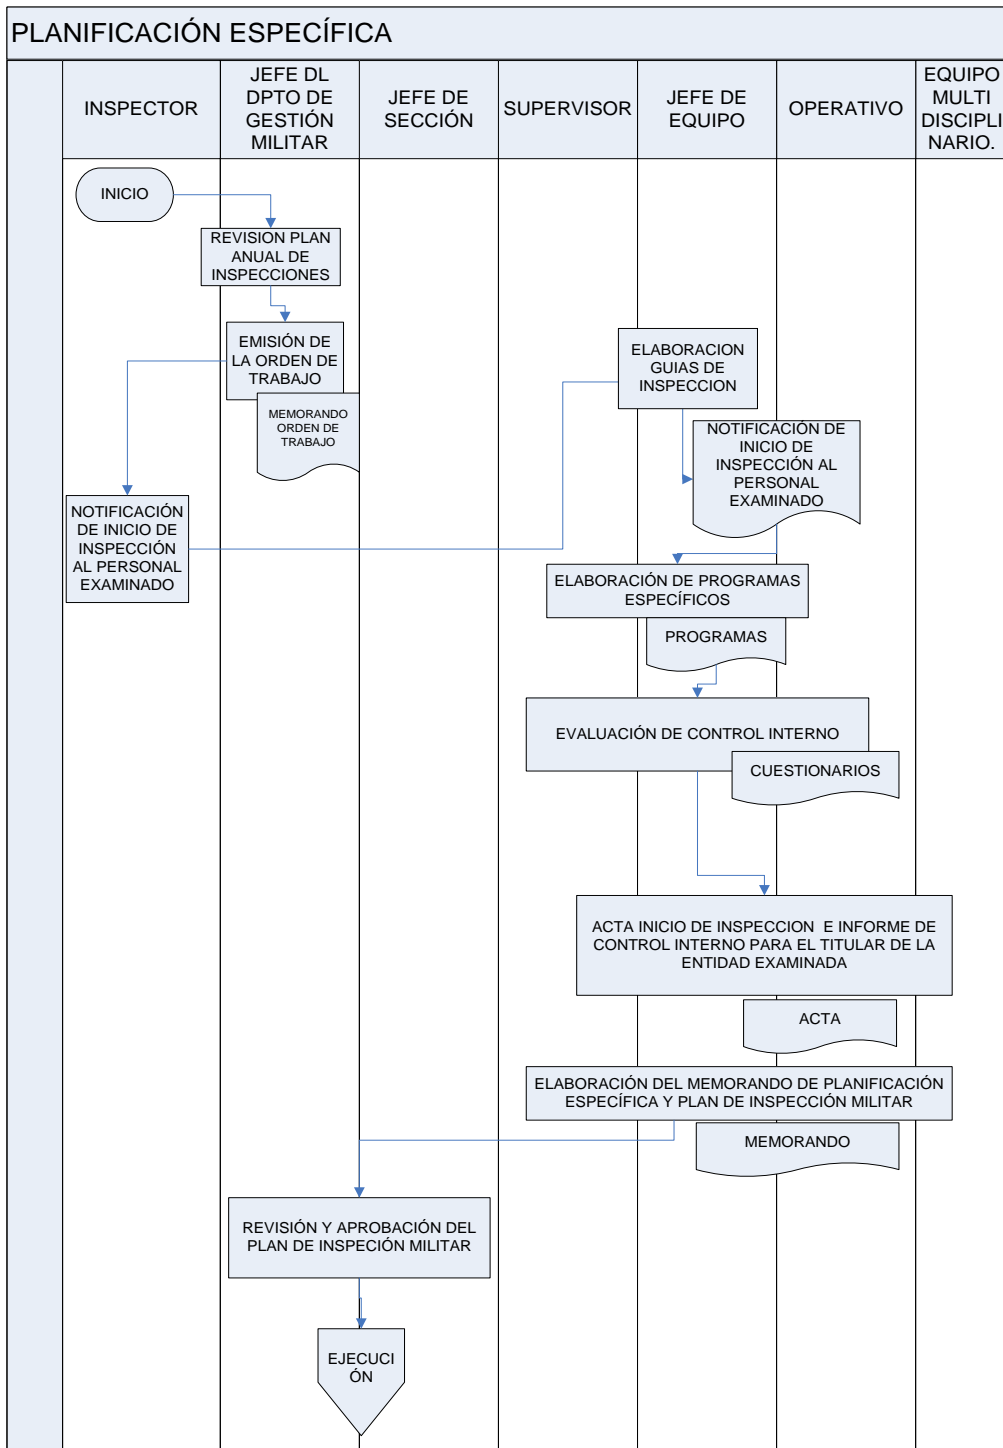 PLANIFICACIÓN ESPECÍFICA
INSPECTOR
JEFE DL
DPTO DE
GESTIÓN
MILITAR
JEFE DE
SECCIÓN
SUPERVISOR
JEFE DE
EQUIPO
OPERATIVO
EQUIPO
MULTI
DISCIPLI
NARIO.
INICIO
REVISION PLAN
ANUAL DE
INSPECCIONES
EMISIÓN DE
LA ORDEN DE
TRABAJO
MEMORANDO
ORDEN DE
TRABAJO
ELABORACION
GUIAS DE
INSPECCION
NOTIFICACIÓN DE
INICIO DE
INSPECCIÓN AL
PERSONAL
EXAMINADO
NOTIFICACIÓN
DE INICIO DE
INSPECCIÓN
AL PERSONAL
EXAMINADO
ELABORACIÓN DE PROGRAMAS
ESPECÍFICOS
PROGRAMAS
EVALUACIÓN DE CONTROL INTERNO
CUESTIONARIOS
ACTA INICIO DE INSPECCION E INFORME DE
CONTROL INTERNO PARA EL TITULAR DE LA
ENTIDAD EXAMINADA
ACTA
ELABORACIÓN DEL MEMORANDO DE PLANIFICACIÓN
ESPECÍFICA Y PLAN DE INSPECCIÓN MILITAR
MEMORANDO
REVISIÓN Y APROBACIÓN DEL
PLAN DE INSPECIÓN MILITAR
EJECUCI
ÓN